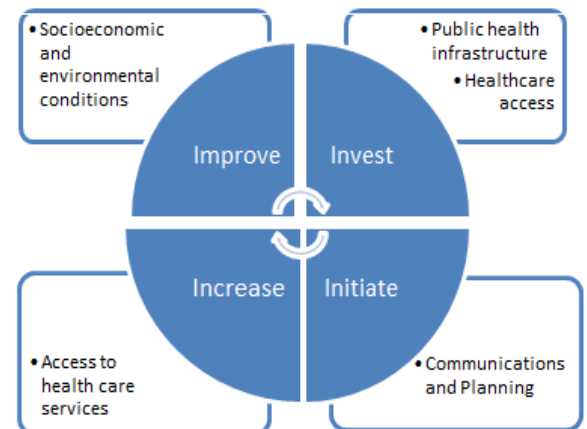 • Socioeconomic
and
environmental
conditions
• Public health
infrastructure
• Healthcare
access
Improve
Invest
Increase
Initiate
• Access to
health care
services
• Communications
and Planning